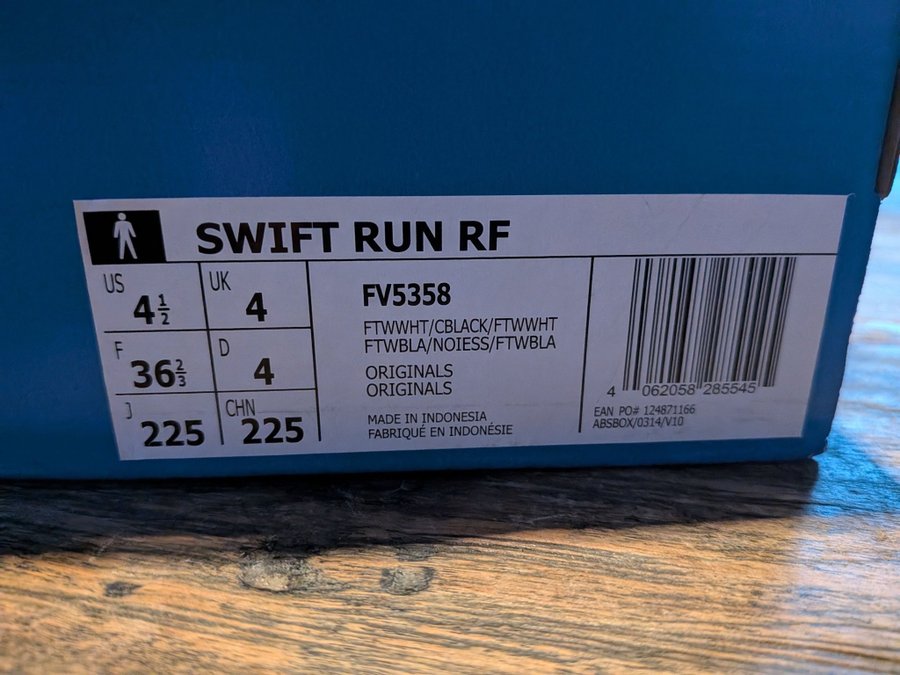 SWIFT RUN RF
US 4½ UK 4
F 36⅔ D 4
J 225 CHN 225
FV5358
FTWWHT/CBLACK/FTWWHT
FTWBLA/NOIESS/FTWBLA
ORIGINALS
ORIGINALS
MADE IN INDONESIA
FABRIQUÉ EN INDONÉSIE
4 062058 285545
EAN PO# 124871166
ABSBOX/0314/V10